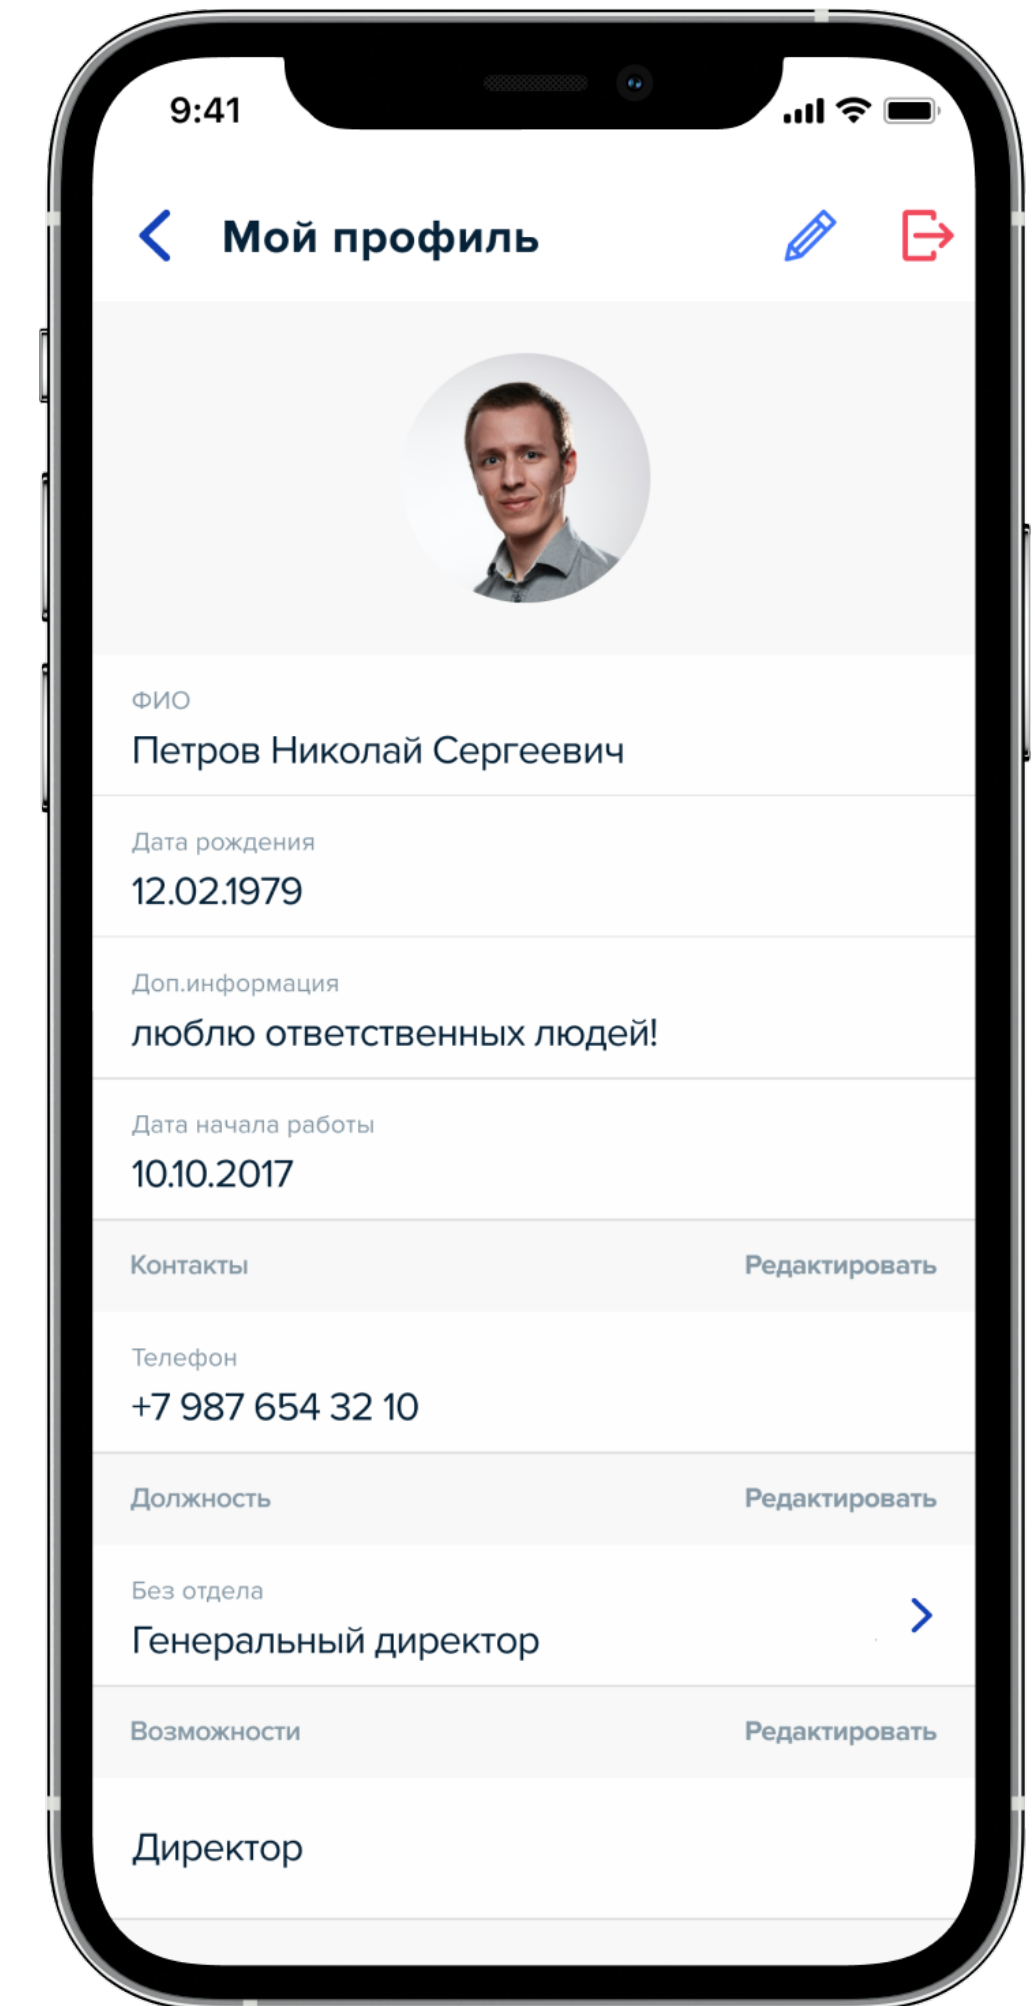 9:41
Мой профиль
ФИО
Петров Николай Сергеевич
Дата рождения
12.02.1979
Доп.информация
люблю ответственных людей!
Дата начала работы
10.10.2017
Контакты Редактировать
Телефон
+7 987 654 32 10
Должность Редактировать
Без отдела
Генеральный директор
Возможности Редактировать
Директор